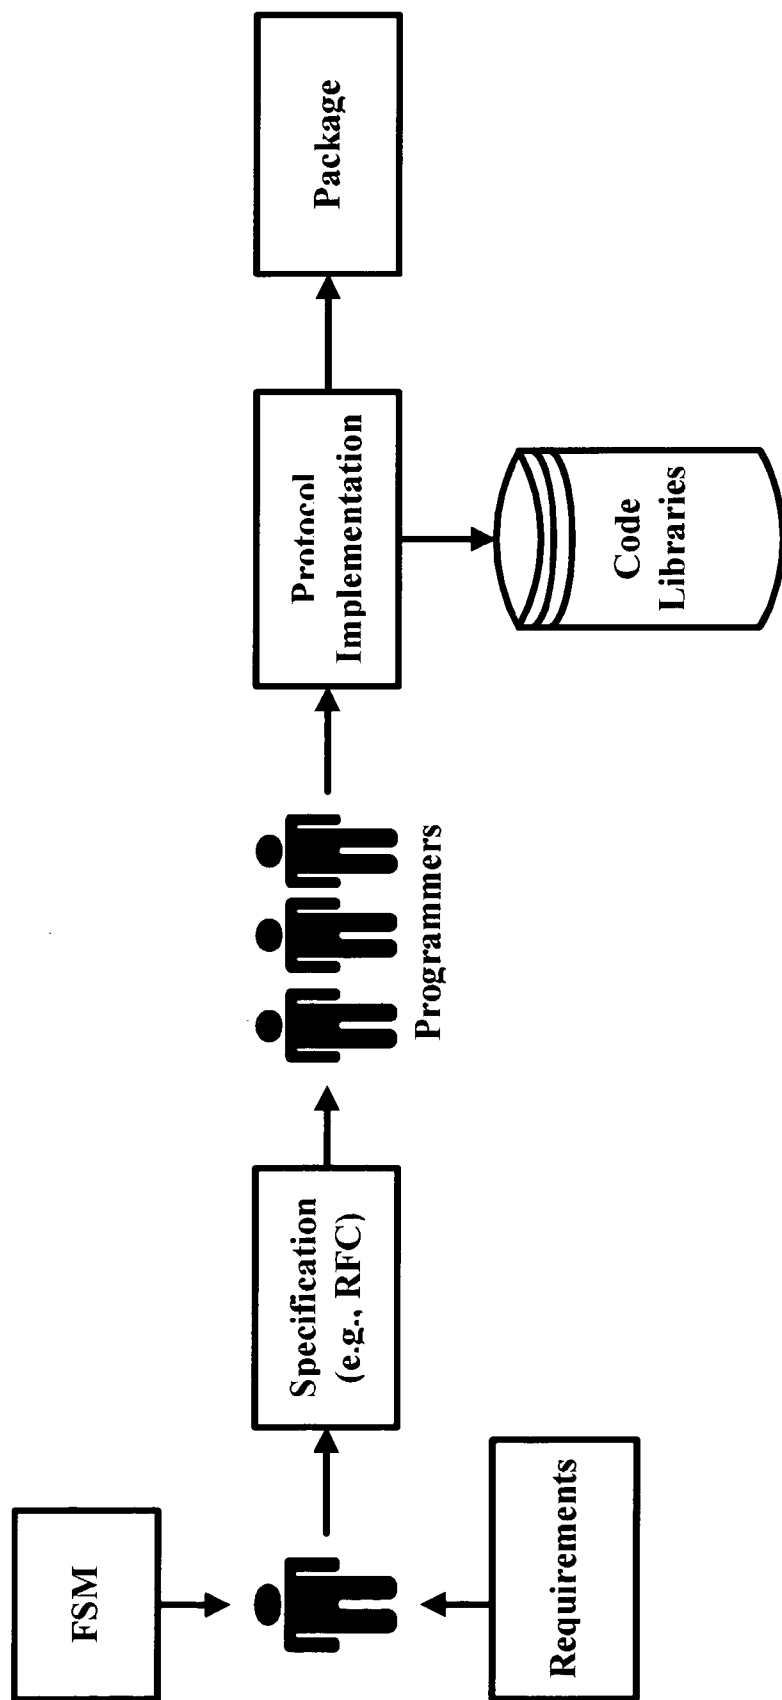 FSM
Requirements
Specification
(e.g., RFC)
Programmers
Protocol
Implementation
Code
Libraries
Package